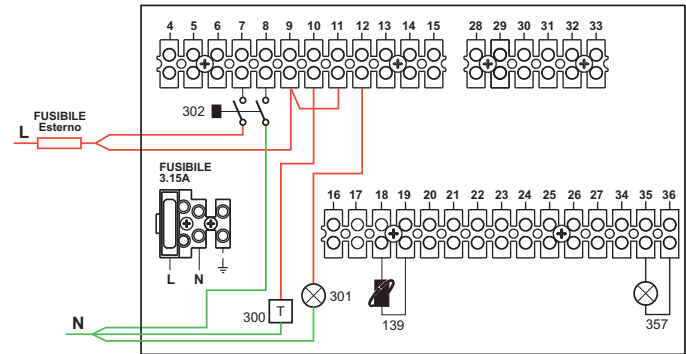 4 5 6 7 8 9 10 11 12 13 14 15 28 29 30 31 32 33
302
FUSIBILE
Esterno
L
FUSIBILE
3.15A
16 17 18 19 20 21 22 23 24 25 26 27 34 35 36
L N
300 T 301
139
357
N